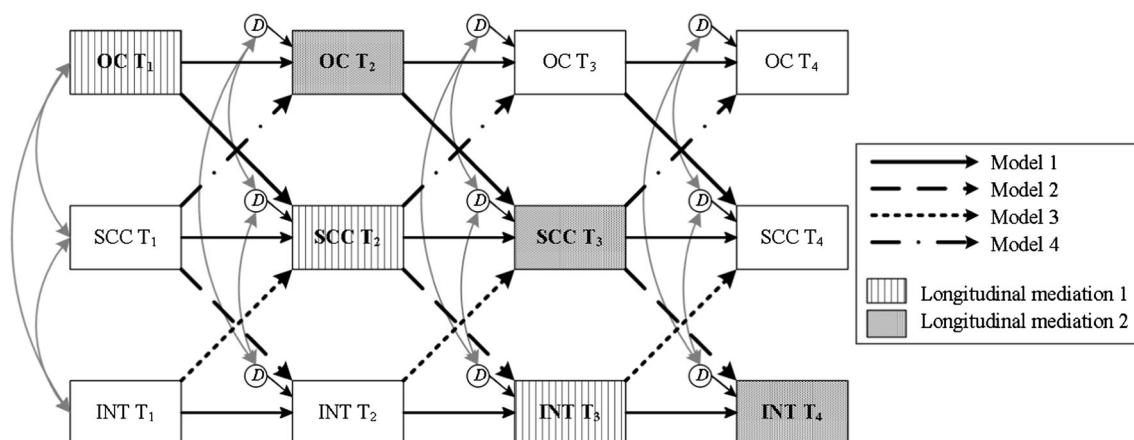 D D D
OC T₁ OC T₂ OC T₃ OC T₄
Model 1
Model 2
D D D
Model 3
SCC T₁ SCC T₂ SCC T₃ SCC T₄
Model 4
Longitudinal mediation 1
Longitudinal mediation 2
D D D
INT T₁ INT T₂ INT T₃ INT T₄